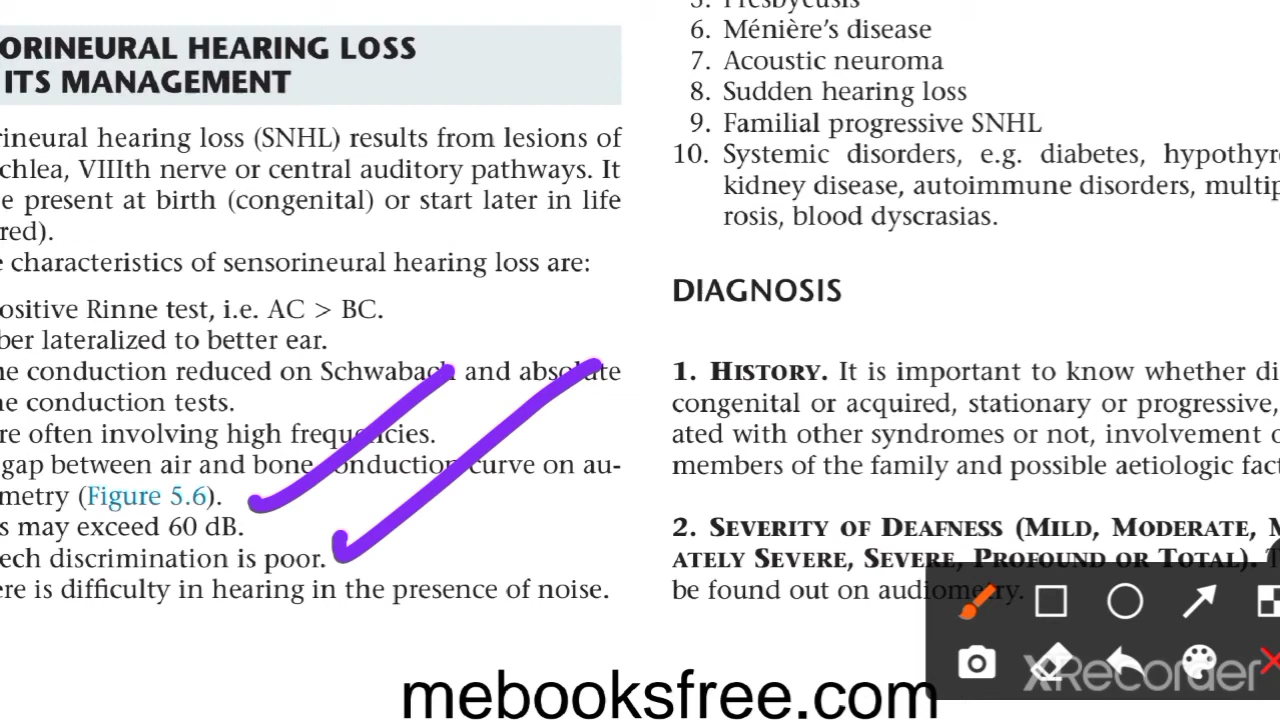 ORINEURAL HEARING LOSS
ITS MANAGEMENT
rineural hearing loss (SNHL) results from lesions of
chlea, VIIIth nerve or central auditory pathways. It
e present at birth (congenital) or start later in life
red).
e characteristics of sensorineural hearing loss are:
ositive Rinne test, i.e. AC > BC.
ber lateralized to better ear.
ne conduction reduced on Schwabach and absolute
ne conduction tests.
re often involving high frequencies.
gap between air and bone conduction curve on au-
metry (Figure 5.6).
s may exceed 60 dB.
ech discrimination is poor.
ere is difficulty in hearing in the presence of noise.
5. Presbycusis
6. Ménière's disease
7. Acoustic neuroma
8. Sudden hearing loss
9. Familial progressive SNHL
10. Systemic disorders, e.g. diabetes, hypothyr
kidney disease, autoimmune disorders, multip
rosis, blood dyscrasias.
DIAGNOSIS
1. HISTORY. It is important to know whether di
congenital or acquired, stationary or progressive,
ated with other syndromes or not, involvement o
members of the family and possible aetiologic fact
2. SEVERITY OF DEAFNESS (MILD, MODERATE, M
ATELY SEVERE, SEVERE, PROFOUND OR TOTAL). T
be found out on audiometry.
XRecorder
mebooksfree.com